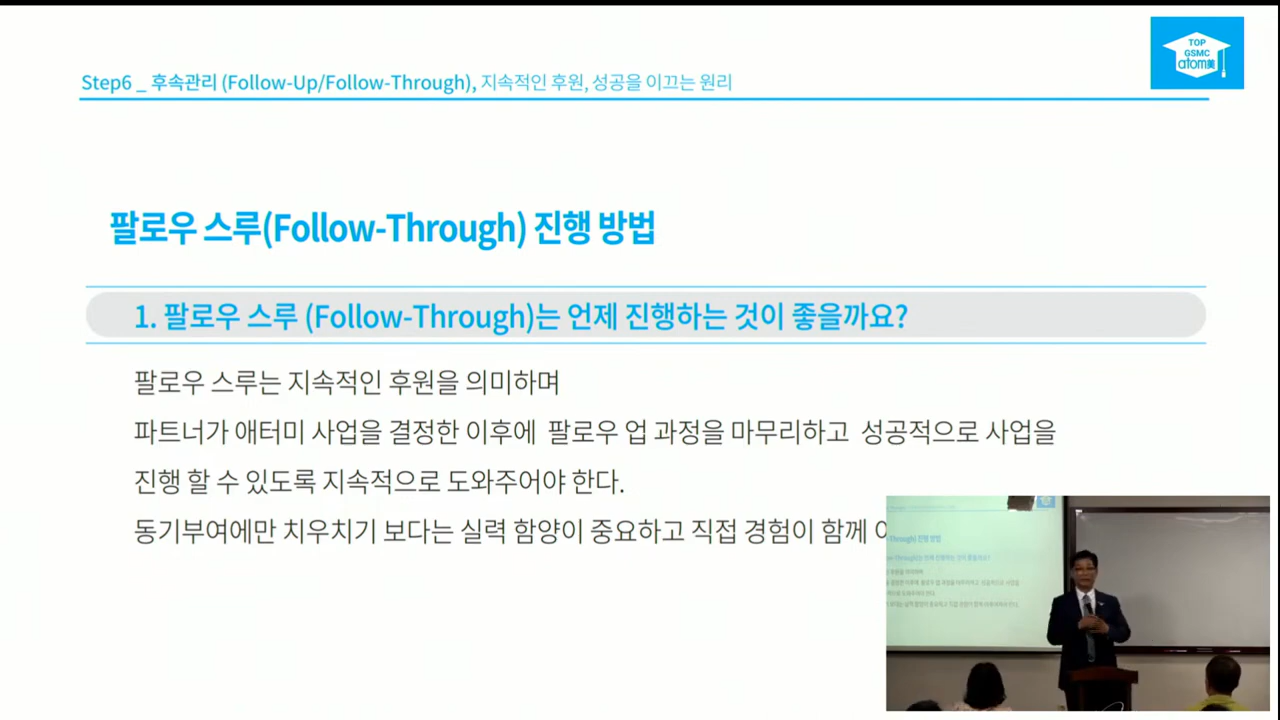 TOP
GSMC
atom美
Step6 _ 후속관리 (Follow-Up/Follow-Through), 지속적인 후원, 성공을 이끄는 원리
팔로우 스루(Follow-Through) 진행 방법
1. 팔로우 스루 (Follow-Through)는 언제 진행하는 것이 좋을까요?
팔로우 스루는 지속적인 후원을 의미하며
파트너가 애터미 사업을 결정한 이후에 팔로우 업 과정을 마무리하고 성공적으로 사업을
진행 할 수 있도록 지속적으로 도와주어야 한다.
동기부여에만 치우치기 보다는 실력 함양이 중요하고 직접 경험이 함께